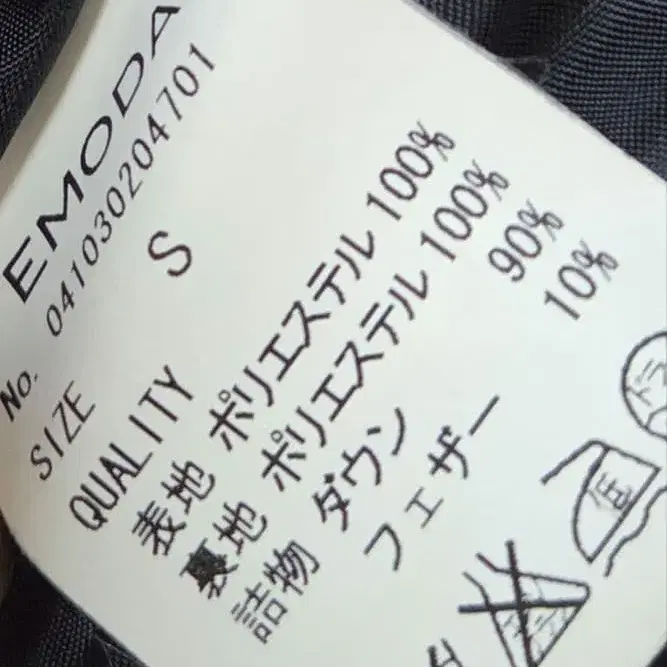 EMODA
No. 041030204701
SIZE S
QUALITY
表地 ポリエステル 100%
裏地 ポリエステル 100%
詰物 ダウン 90%
フェザー 10%
低